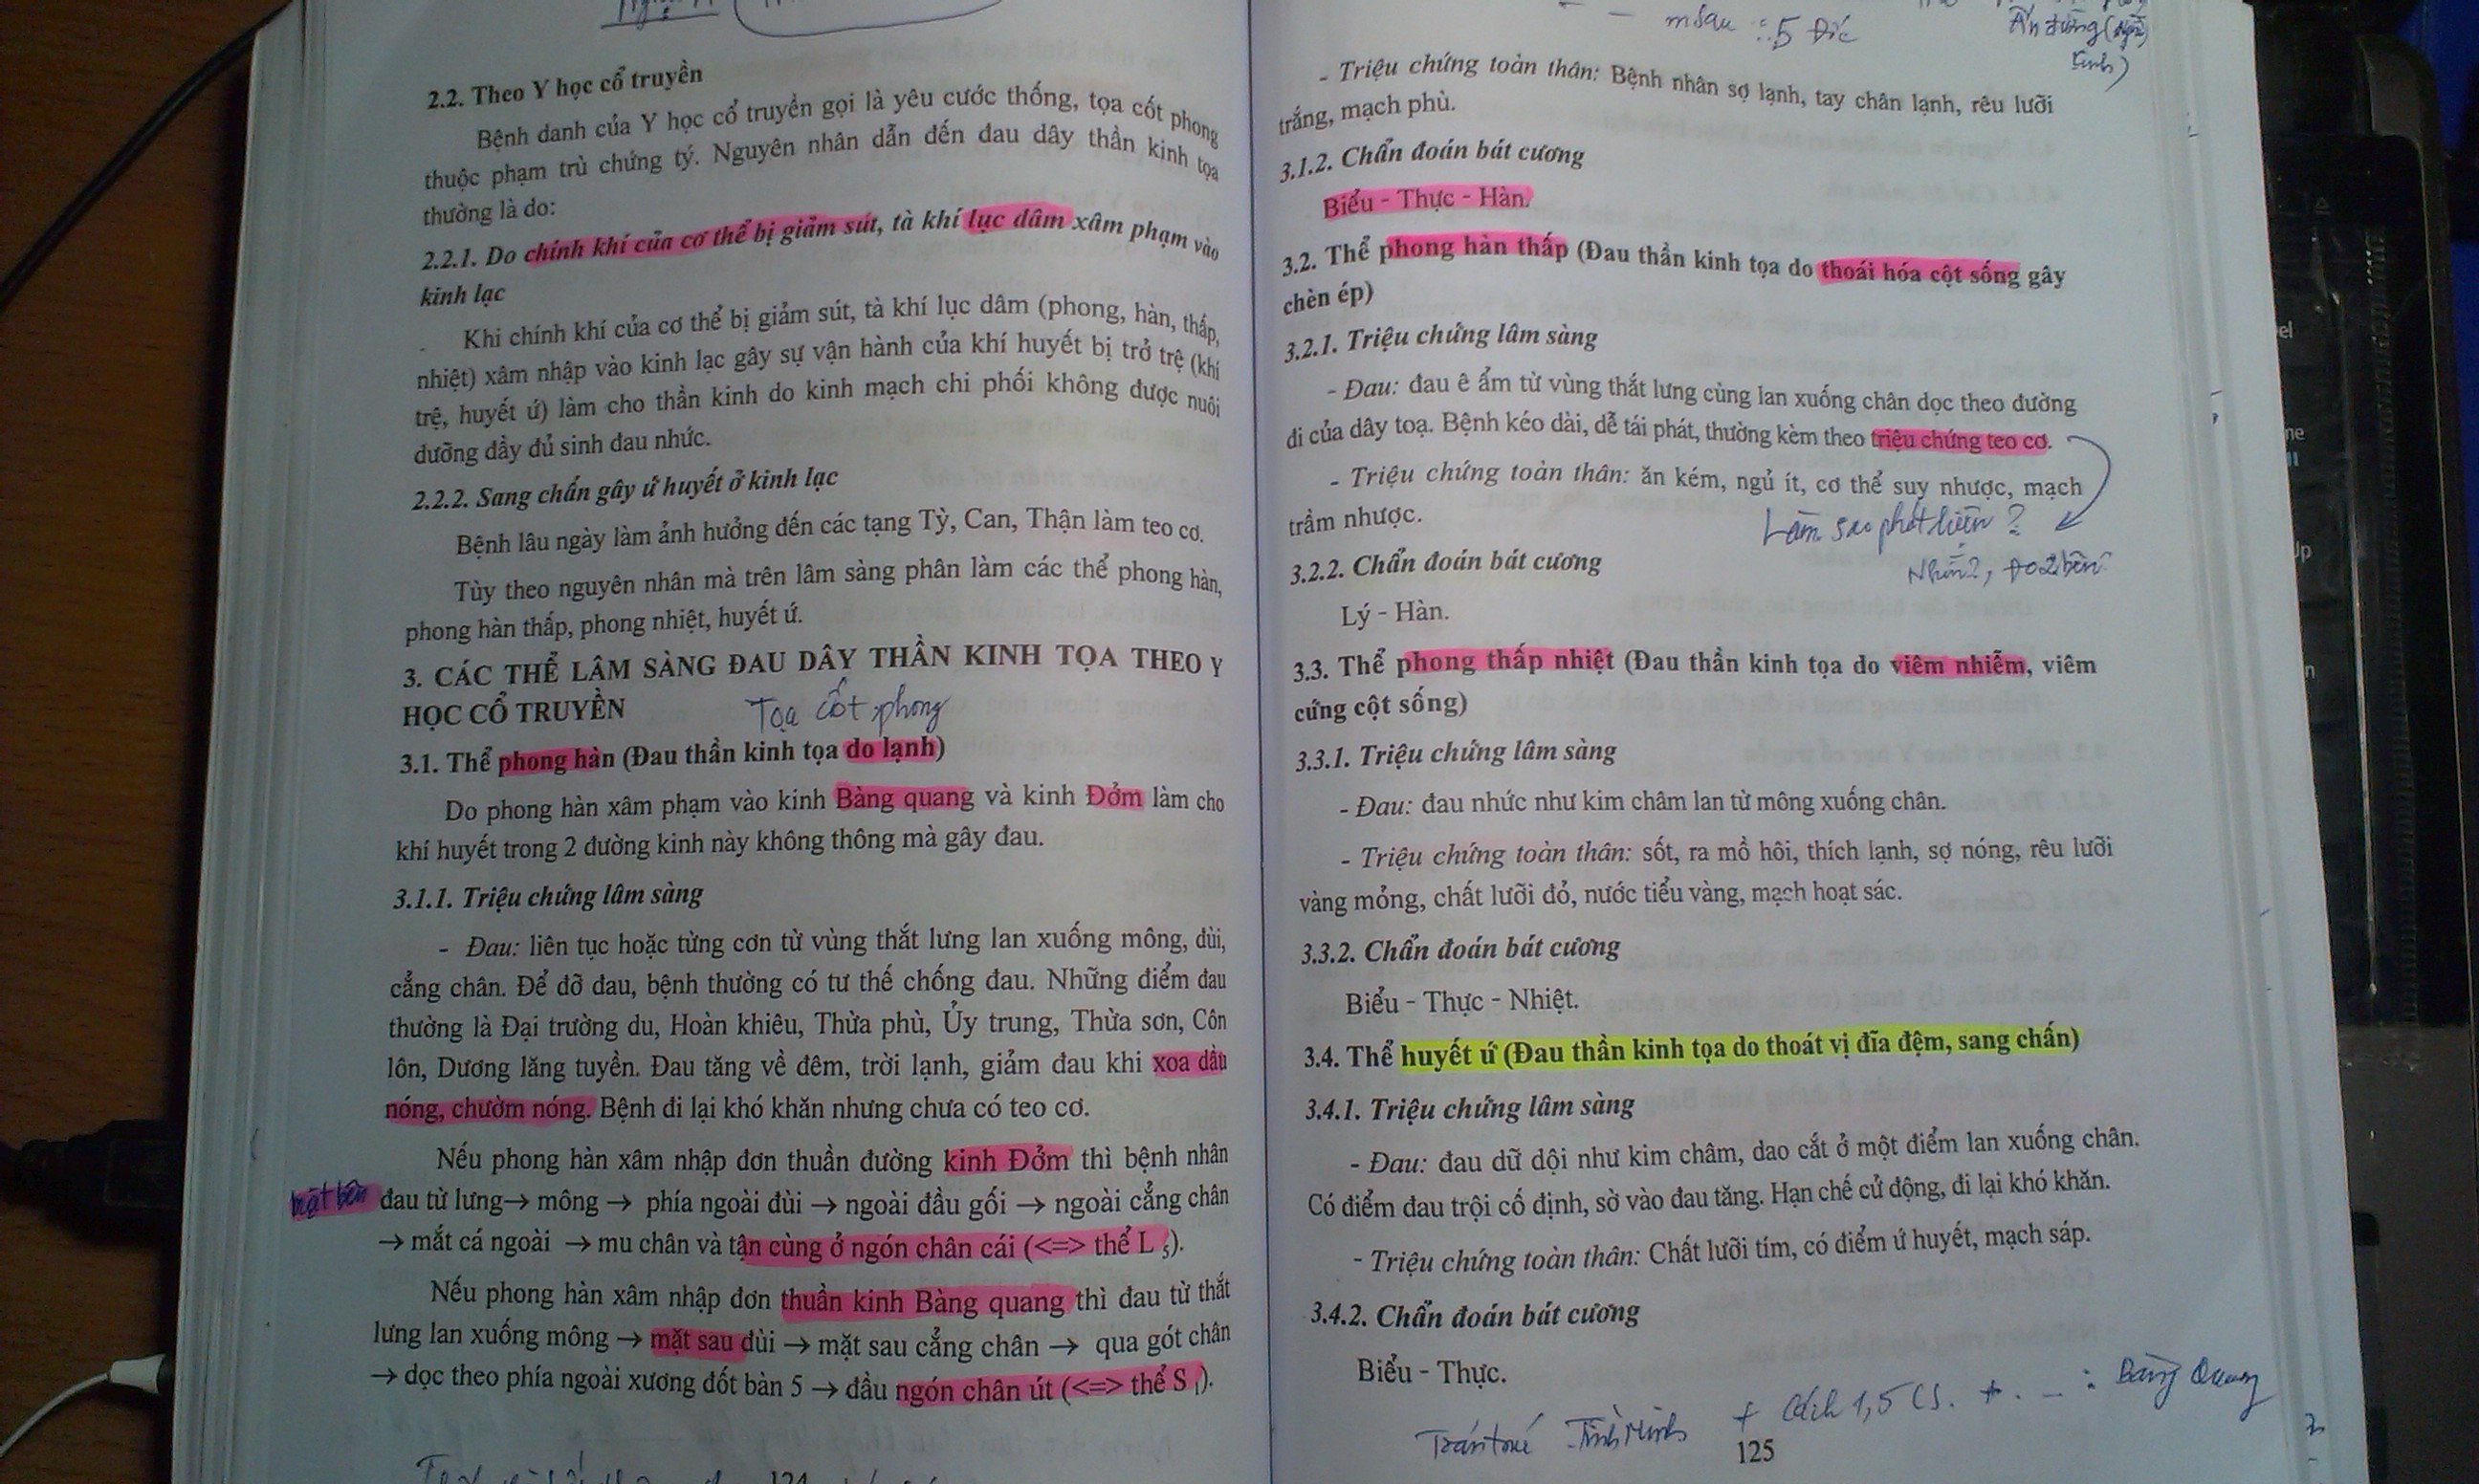 2.2. Theo Y học cổ truyền
Bệnh danh của Y học cổ truyền gọi là yêu cước thống, tọa cốt phong
thuộc phạm trù chứng tý. Nguyên nhân dẫn đến đau dây thần kinh tọa
thường là do:
2.2.1. Do chính khí của cơ thể bị giảm sút, tà khí lục dâm xâm phạm vào
kinh lạc
Khi chính khí của cơ thể bị giảm sút, tà khí lục dâm (phong, hàn, thấp,
nhiệt) xâm nhập vào kinh lạc gây sự vận hành của khí huyết bị trở trệ (khí
trệ, huyết ứ) làm cho thần kinh do kinh mạch chi phối không được nuôi
dưỡng đầy đủ sinh đau nhức.
2.2.2. Sang chấn gây ứ huyết ở kinh lạc
Bệnh lâu ngày làm ảnh hưởng đến các tạng Tỳ, Can, Thận làm teo cơ.
Tùy theo nguyên nhân mà trên lâm sàng phân làm các thể phong hàn,
phong hàn thấp, phong nhiệt, huyết ứ.
3. CÁC THỂ LÂM SÀNG ĐAU DÂY THẦN KINH TỌA THEO Y
HỌC CỔ TRUYỀN Tọa cốt phong
3.1. Thể phong hàn (Đau thần kinh tọa do lạnh)
Do phong hàn xâm phạm vào kinh Bàng quang và kinh Đởm làm cho
khí huyết trong 2 đường kinh này không thông mà gây đau.
3.1.1. Triệu chứng lâm sàng
- Đau: liên tục hoặc từng cơn từ vùng thắt lưng lan xuống mông, đùi,
cẳng chân. Để đỡ đau, bệnh thường có tư thế chống đau. Những điểm đau
thường là Đại trường du, Hoàn khiêu, Thừa phù, Ủy trung, Thừa sơn, Côn
lôn, Dương lăng tuyền. Đau tăng về đêm, trời lạnh, giảm đau khi xoa dầu
nóng, chườm nóng. Bệnh đi lại khó khăn nhưng chưa có teo cơ.
Nếu phong hàn xâm nhập đơn thuần đường kinh Đởm thì bệnh nhân
mặt bên đau từ lưng→ mông → phía ngoài đùi → ngoài đầu gối → ngoài cẳng chân
→ mắt cá ngoài → mu chân và tận cùng ở ngón chân cái (<=> thể L5).
Nếu phong hàn xâm nhập đơn thuần kinh Bàng quang thì đau từ thắt
lưng lan xuống mông → mặt sau đùi → mặt sau cẳng chân → qua gót chân
→ dọc theo phía ngoài xương đốt bàn 5 → đầu ngón chân út (<=> thể S1).
124
msau : 5 Đốc
Ấn đường (
- Triệu chứng toàn thân: Bệnh nhân sợ lạnh, tay chân lạnh, rêu lưỡi
trắng, mạch phù.
3.1.2. Chẩn đoán bát cương
Biểu - Thực - Hàn.
3.2. Thể phong hàn thấp (Đau thần kinh tọa do thoái hóa cột sống gây
chèn ép)
3.2.1. Triệu chứng lâm sàng
- Đau: đau ê ẩm từ vùng thắt lưng cùng lan xuống chân dọc theo đường
đi của dây toạ. Bệnh kéo dài, dễ tái phát, thường kèm theo triệu chứng teo cơ.
- Triệu chứng toàn thân: ăn kém, ngủ ít, cơ thể suy nhược, mạch
trầm nhược.
Làm sao phát hiện ?
3.2.2. Chẩn đoán bát cương
Nhấn?, Đo 2 bên
Lý - Hàn.
3.3. Thể phong thấp nhiệt (Đau thần kinh tọa do viêm nhiễm, viêm
cứng cột sống)
3.3.1. Triệu chứng lâm sàng
- Đau: đau nhức như kim châm lan từ mông xuống chân.
- Triệu chứng toàn thân: sốt, ra mồ hôi, thích lạnh, sợ nóng, rêu lưỡi
vàng mỏng, chất lưỡi đỏ, nước tiểu vàng, mạch hoạt sác.
3.3.2. Chẩn đoán bát cương
Biểu - Thực - Nhiệt.
3.4. Thể huyết ứ (Đau thần kinh tọa do thoát vị đĩa đệm, sang chấn)
3.4.1. Triệu chứng lâm sàng
- Đau: đau dữ dội như kim châm, dao cắt ở một điểm lan xuống chân.
Có điểm đau trội cố định, sờ vào đau tăng. Hạn chế cử động, đi lại khó khăn.
- Triệu chứng toàn thân: Chất lưỡi tím, có điểm ứ huyết, mạch sáp.
3.4.2. Chẩn đoán bát cương
Biểu - Thực.
Tình Minh + Cách 1,5 CS. : Bàng Quang
125